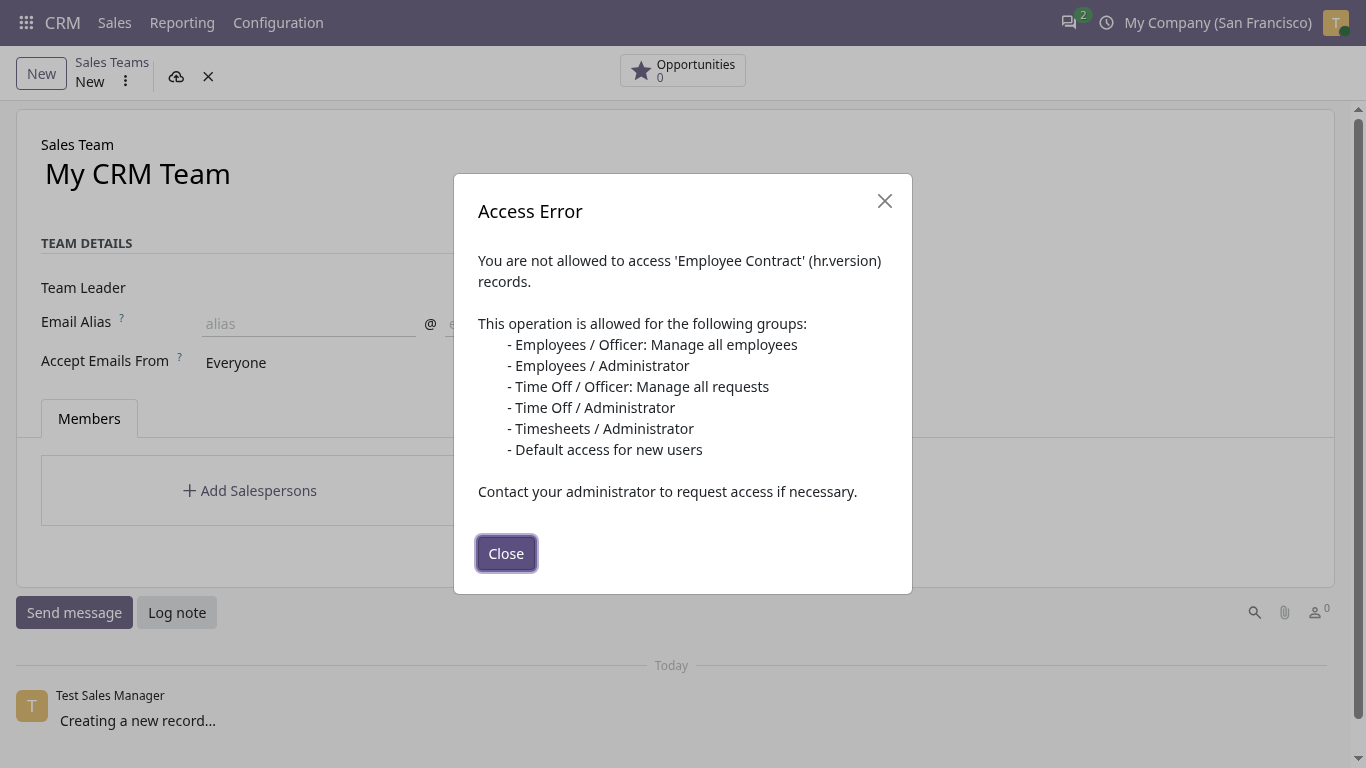 CRM Sales Reporting Configuration 2 My Company (San Francisco) T
New Sales Teams
New
Opportunities
0
Sales Team
My CRM Team
TEAM DETAILS
Team Leader
Email Alias ? alias @ e
Accept Emails From ? Everyone
Members
Add Salespersons
Access Error
You are not allowed to access 'Employee Contract' (hr.version)
records.
This operation is allowed for the following groups:
- Employees / Officer: Manage all employees
- Employees / Administrator
- Time Off / Officer: Manage all requests
- Time Off / Administrator
- Timesheets / Administrator
- Default access for new users
Contact your administrator to request access if necessary.
Close
Send message Log note 0
Today
T Test Sales Manager
Creating a new record...